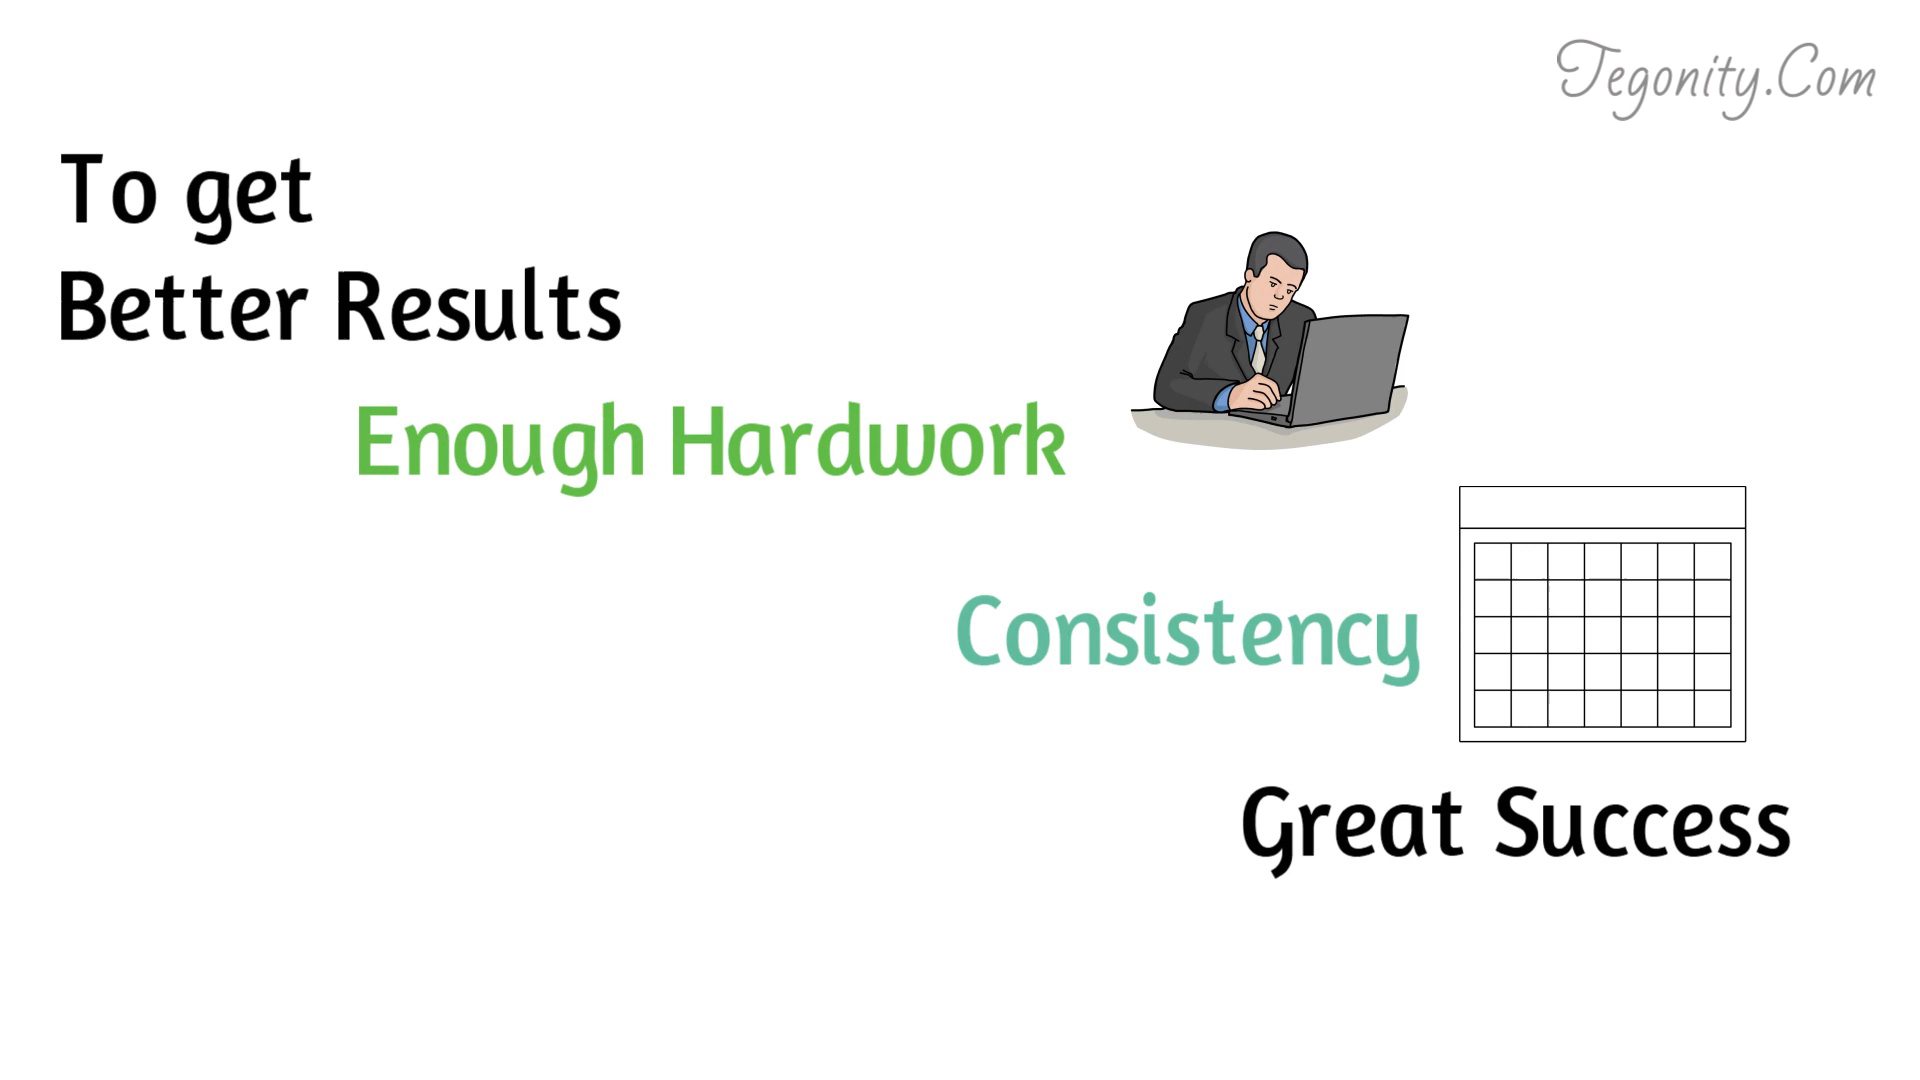 Tegonity.Com
To get
Better Results
Enough Hardwork
Consistency
Great Success